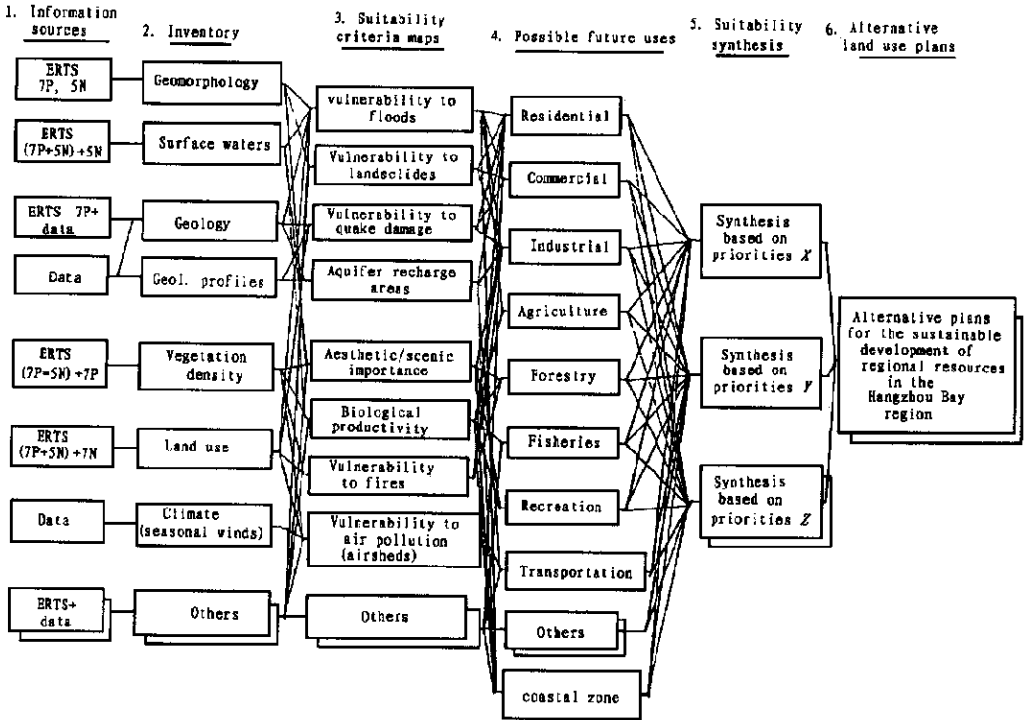 1. Information
sources
2. Inventory
3. Suitability
criteria maps
4. Possible future uses
5. Suitability
synthesis
6. Alternative
land use plans
ERTS
7P, 5N
ERTS
(7P+5N)+5N
ERTS 7P+
data
Data
ERTS
(7P=5N)+7P
ERTS
(7P+5N)+7N
Data
ERTS+
data
Geomorphology
Surface waters
Geology
Geol. profiles
Vegetation
density
Land use
Climate
(seasonal winds)
Others
vulnerability to
floods
Vulnerability to
landsclides
Vulnerability to
quake damage
Aquifer recharge
areas
Aesthetic/scenic
importance
Biological
productivity
Vulnerability
to fires
Vulnerability to
air pollution
(airsheds)
Others
Residential
Commercial
Industrial
Agriculture
Forestry
Fisheries
Recreation
Transportation
Others
coastal zone
Synthesis
based on
priorities X
Synthesis
based on
priorities Y
Synthesis
based on
priorities Z
Alternative plans
for the sustainable
development of
regional resources
in the
Hangzhou Bay
region